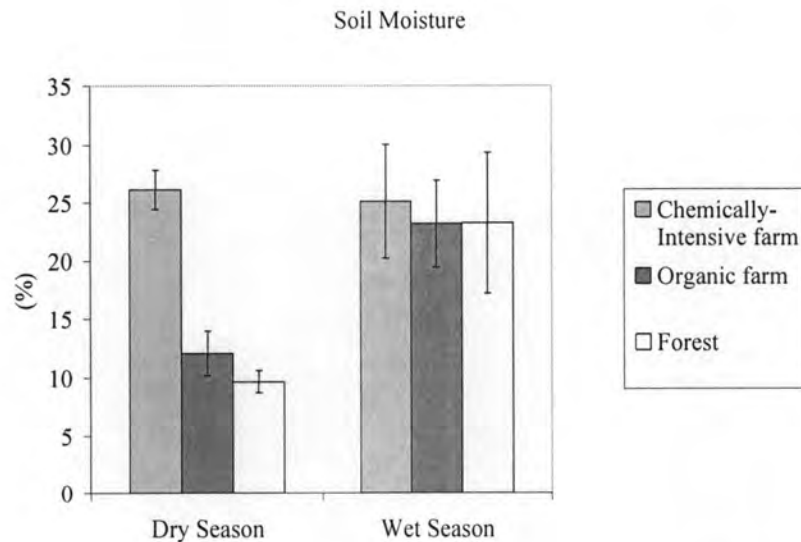 Soil Moisture
35
30
25
20
15
10
5
0
(%)
Dry Season
Wet Season
Chemically-
Intensive farm
Organic farm
Forest